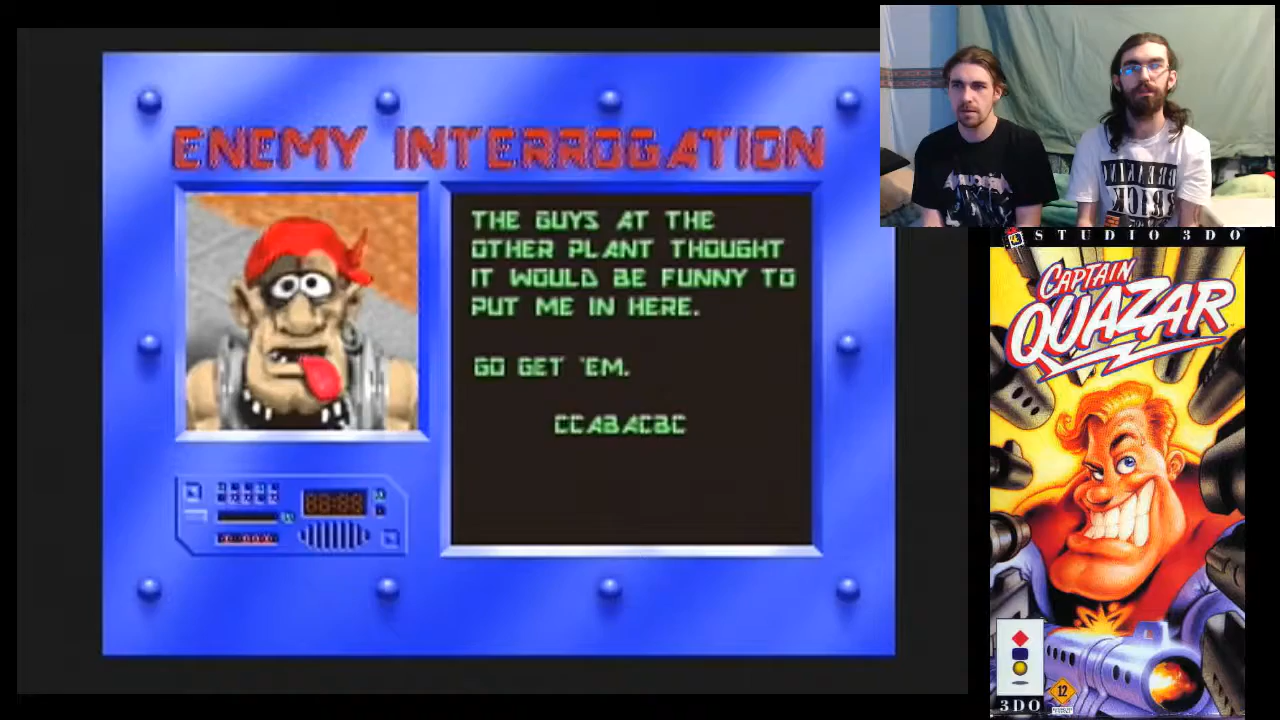 ENEMY INTERROGATION
THE GUYS AT THE
OTHER PLANT THOUGHT
IT WOULD BE FUNNY TO
PUT ME IN HERE.
GO GET 'EM.
CCABACBC
STUDIO 3DO
CAPTAIN
QUAZAR
12
3DO